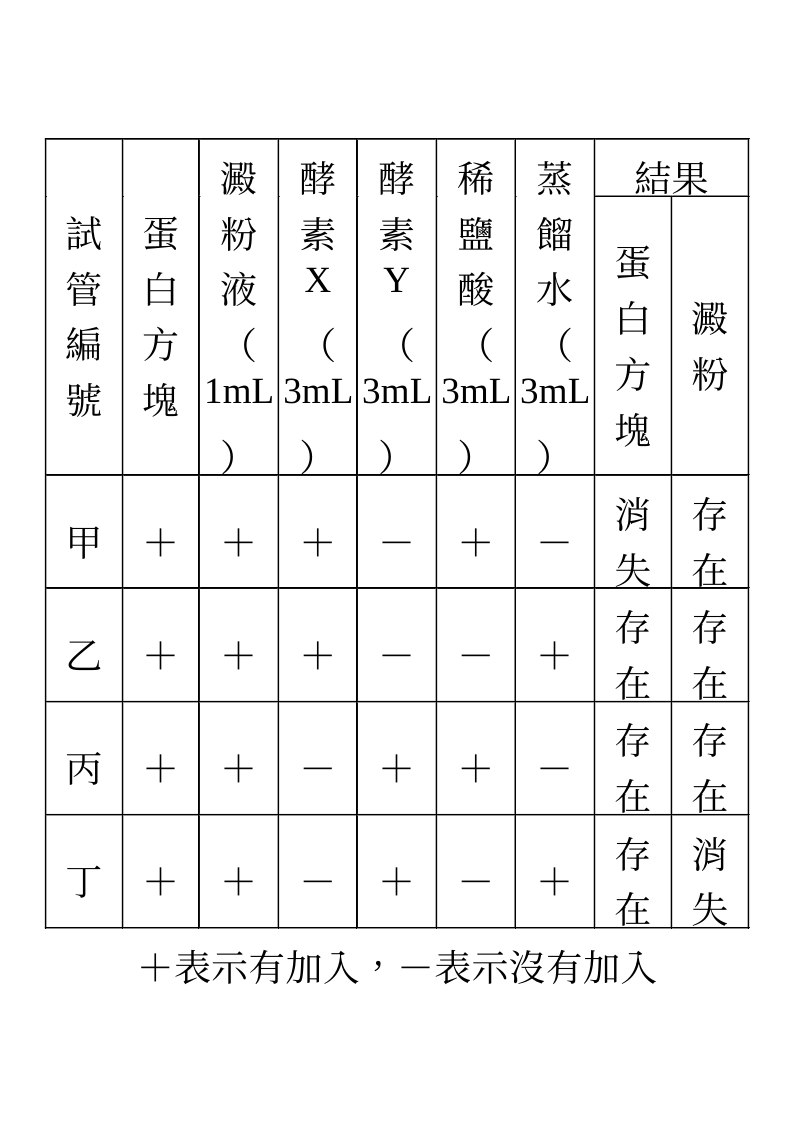 試管編號 蛋白方塊 澱粉液（1mL） 酵素X（3mL） 酵素Y（3mL） 稀鹽酸（3mL） 蒸餾水（3mL） 結果
蛋白方塊 澱粉
甲 ＋ ＋ ＋ － ＋ － 消失 存在
乙 ＋ ＋ ＋ － － ＋ 存在 存在
丙 ＋ ＋ － ＋ ＋ － 存在 存在
丁 ＋ ＋ － ＋ － ＋ 存在 消失
＋表示有加入，－表示沒有加入